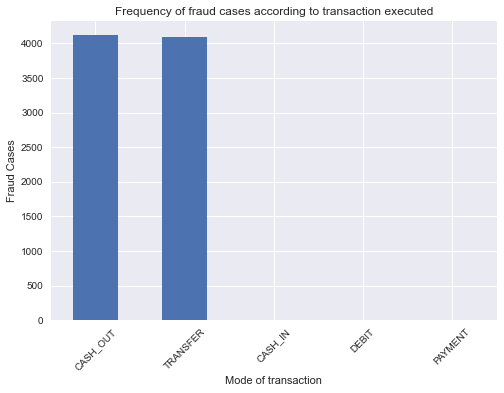 Frequency of fraud cases according to transaction executed
4000
3500
3000
2500
2000
1500
1000
500
0
Fraud Cases
CASH_OUT
TRANSFER
CASH_IN
DEBIT
PAYMENT
Mode of transaction